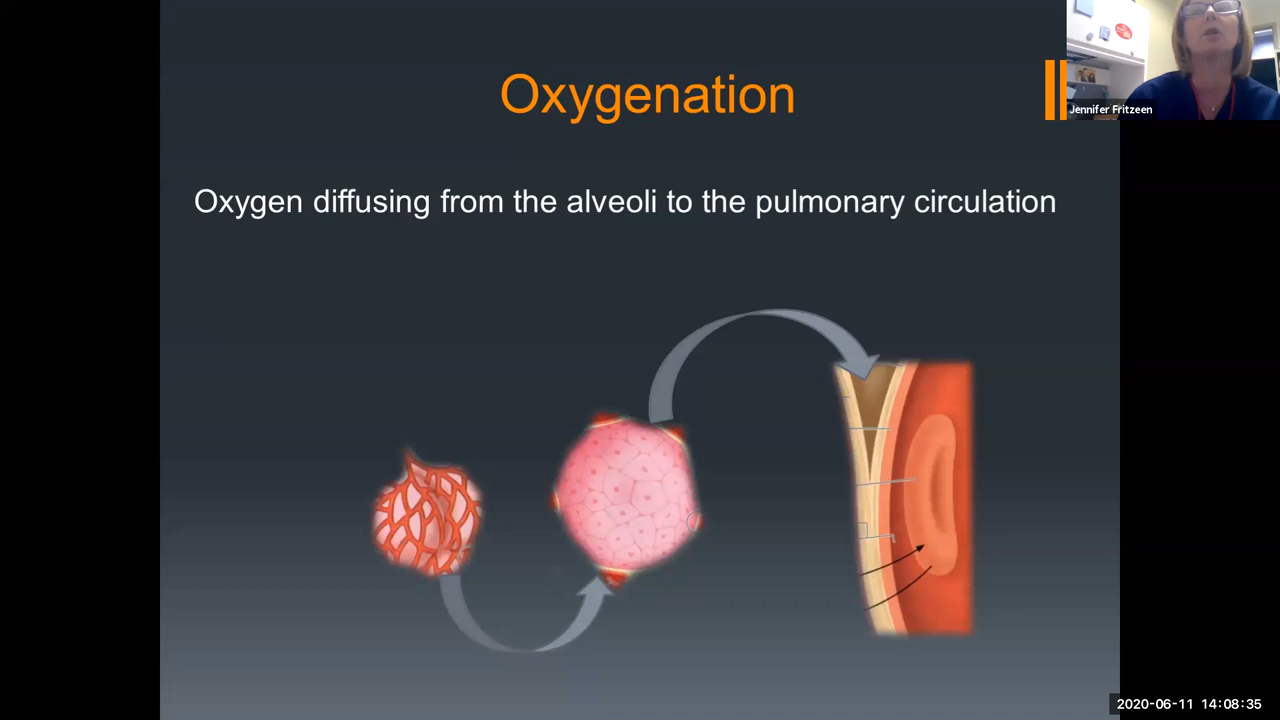 Oxygenation
Jennifer Fritzeen
Oxygen diffusing from the alveoli to the pulmonary circulation
2020-06-11 14:08:35